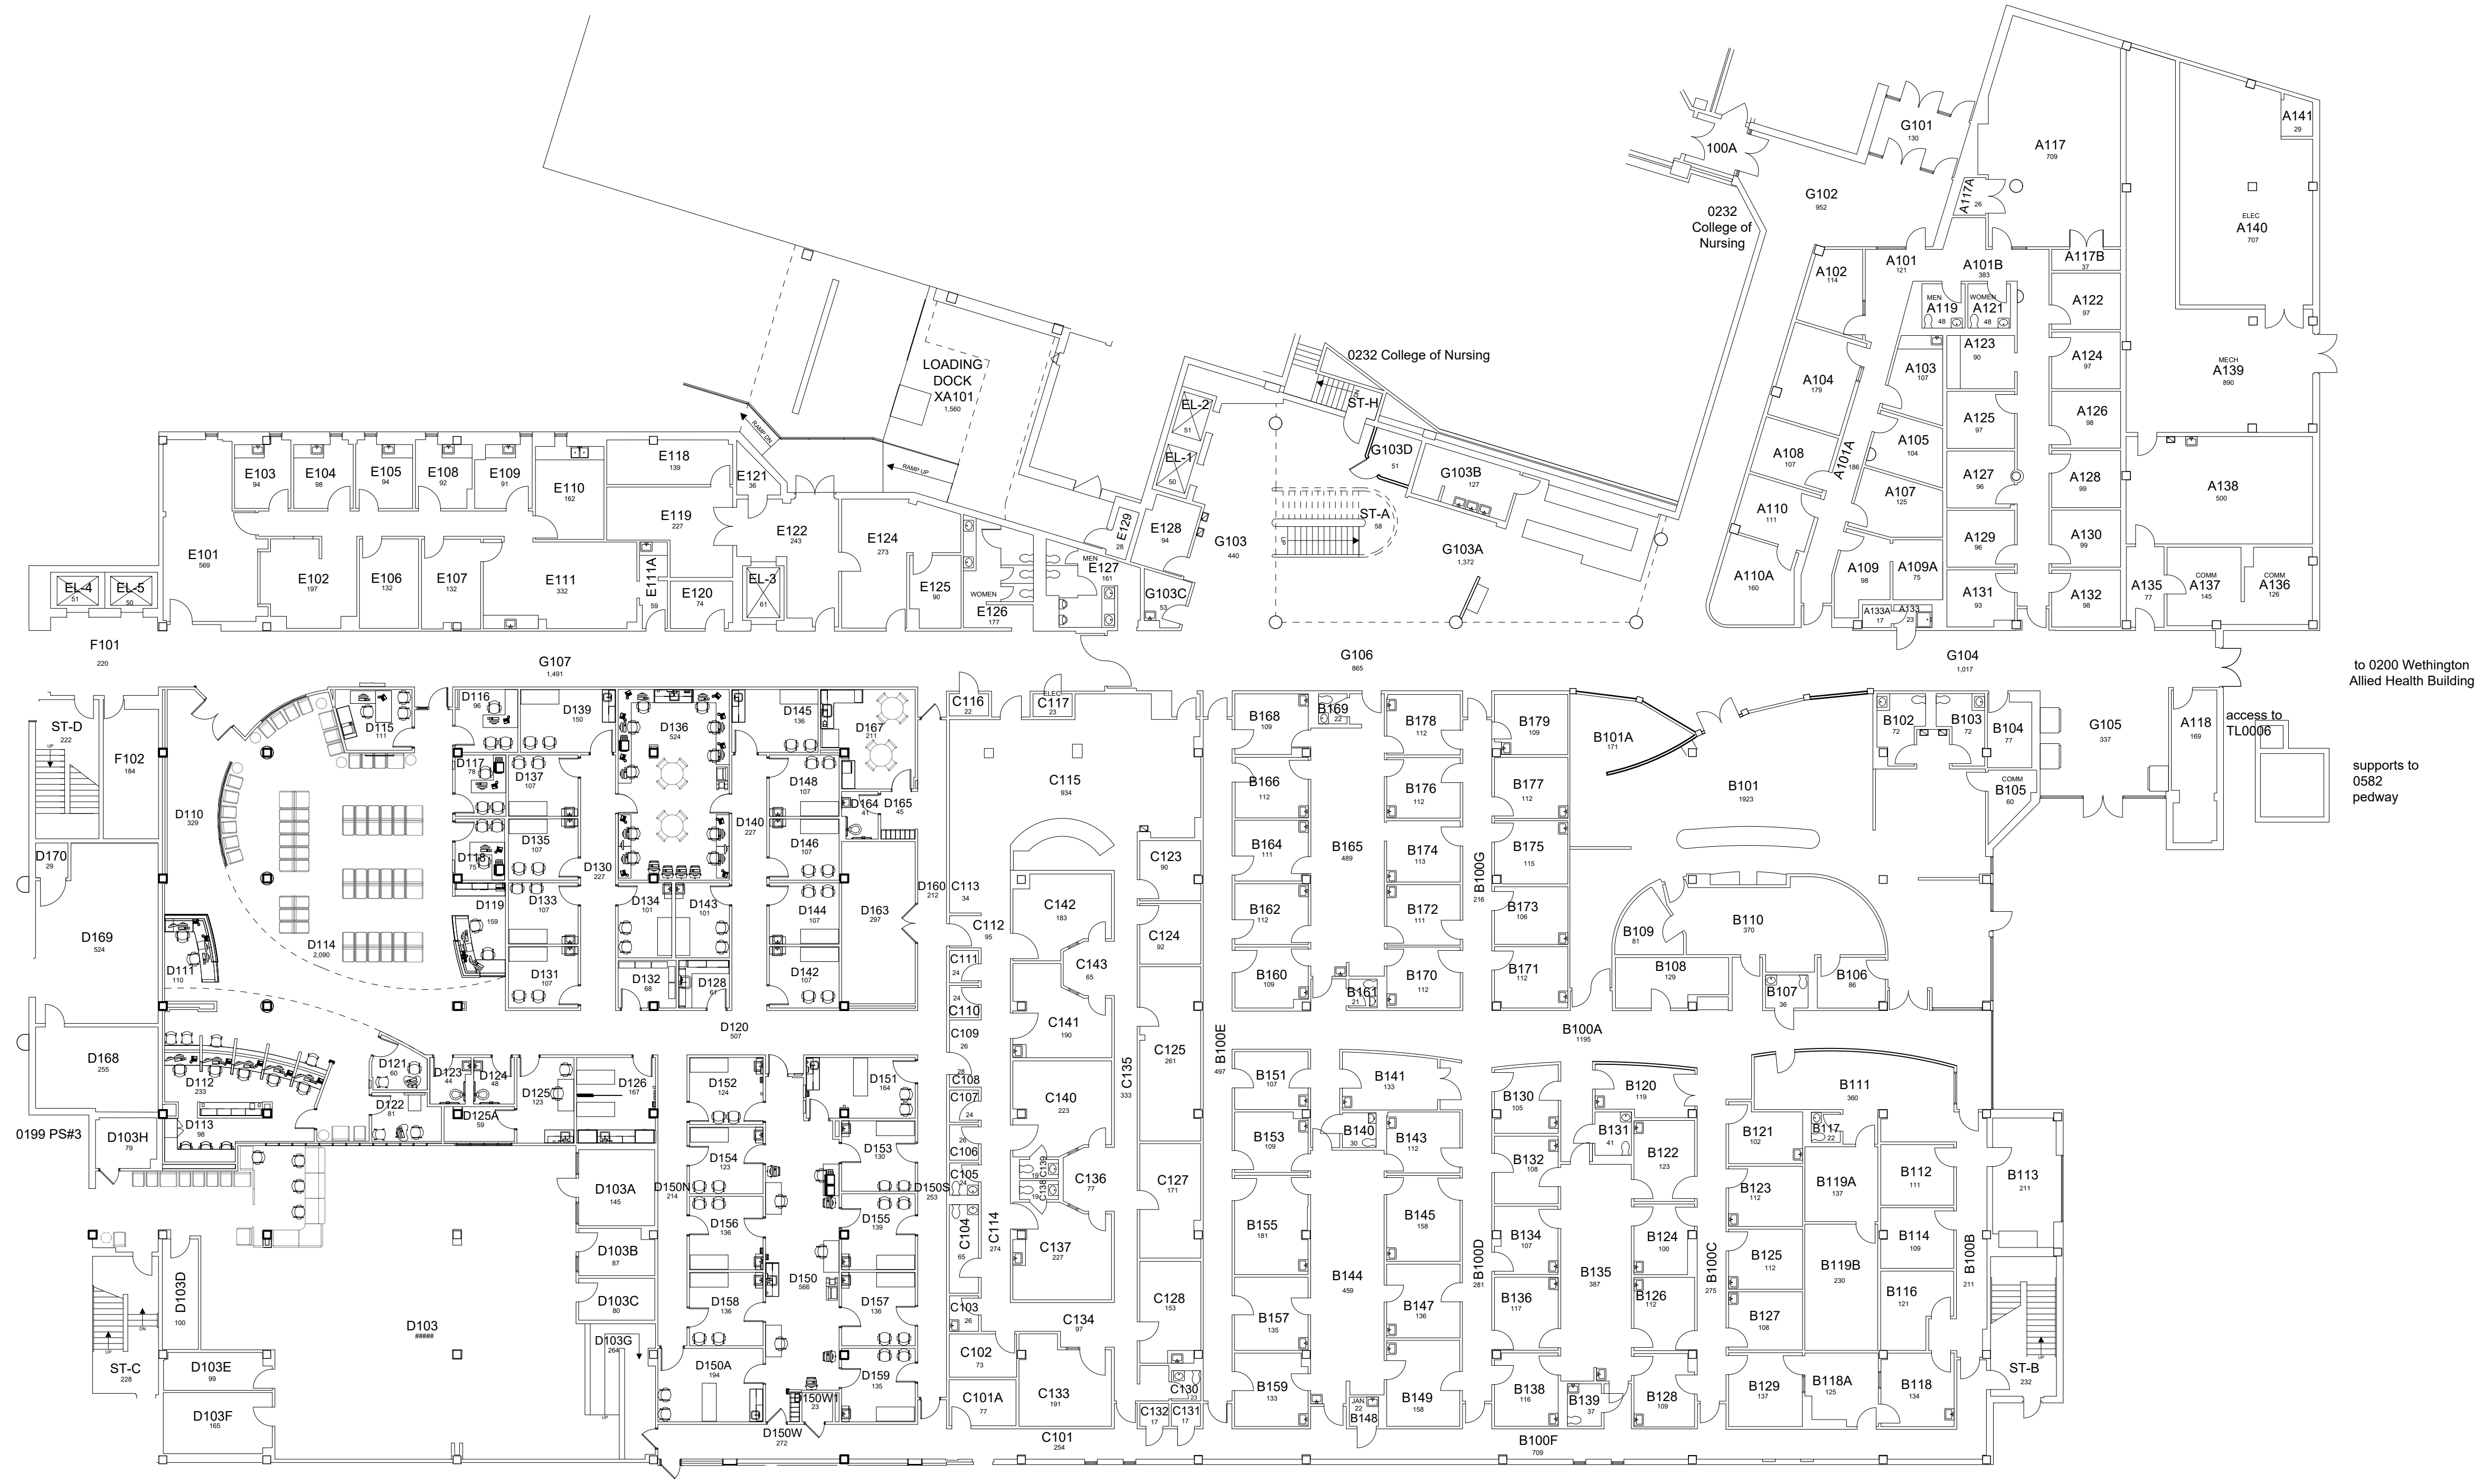 G101
130
100A
A117
709
A141
29
G102
952
A117A
26
ELEC
A140
707
0232
College of
Nursing
A101
121
A101B
383
A117B
37
A102
114
MEN
A119
48
WOMEN
A121
48
A122
97
A123
90
A124
97
MECH
A139
890
A103
107
A104
179
A125
97
A126
98
A105
104
A108
107
A101A
186
A127
96
A128
99
A138
500
A107
125
A110
111
A129
96
A130
99
A109
98
A109A
75
A110A
160
A131
93
A132
98
A135
77
COMM
A137
145
COMM
A136
126
A133A
17
A133
23
LOADING
DOCK
XA101
1,560
RAMP DN
RAMP UP
0232 College of Nursing
EL-2
51
ST-H
DN
EL-1
50
G103D
51
G103B
127
ST-A
58
UP
G103
440
G103A
1,372
E129
28
E128
94
G103C
53
MEN
E127
161
WOMEN
E126
177
E103
94
E104
98
E105
94
E108
92
E109
91
E110
162
E118
139
E121
36
E119
227
E122
243
E124
273
E125
90
E101
569
E102
197
E106
132
E107
132
E111
332
E111A
59
E120
74
EL-3
61
EL-4
51
EL-5
50
F101
220
G107
1,491
G106
865
G104
1,017
to 0200 Wethington
Allied Health Building
access to
TL0006
supports to
0582
pedway
ST-D
222
UP
F102
184
D110
329
D115
111
D116
96
D139
150
D136
524
D145
136
D167
211
D117
78
D137
107
D148
107
D164
41
D165
45
D118
75
D135
107
D130
227
D140
227
D146
107
D170
29
D119
159
D133
107
D134
101
D143
101
D144
107
D163
297
D160
212
D169
524
D114
2,090
D111
110
D131
107
D132
68
D128
61
D142
107
D120
507
D168
255
D112
233
D113
98
D121
60
D122
81
D123
44
D124
48
D125
123
D125A
59
D126
167
D152
124
D151
164
0199 PS#3
D103H
79
D154
123
D153
130
D103A
145
D150N
214
D150S
253
D156
136
D155
139
D103B
87
D150
566
D103C
80
D158
136
D157
136
D103D
100
D103
#####
D103G
264
UP
D150A
194
D159
135
D150W1
23
D150W
272
DN
UP
ST-C
228
D103E
99
D103F
165
C116
22
ELEC
C117
23
C115
934
C113
34
C112
95
C123
90
C142
183
C124
92
C111
24
C143
65
24
C110
C109
26
C141
190
C125
261
28
C108
C107
24
C140
223
C135
333
26
C106
C105
24
C139
19
C138
19
C136
77
C127
171
C104
65
C114
274
C137
227
C128
153
C103
26
C134
97
C102
73
C101A
77
C133
191
C130
23
C132
17
C131
17
C101
254
B168
109
B169
22
B178
112
B179
109
B101A
171
B102
72
B103
72
B104
77
G105
337
A118
169
B166
112
B176
112
B177
112
B101
1923
COMM
B105
60
B164
111
B165
489
B174
113
B100G
216
B175
115
B162
112
B172
111
B173
106
B109
81
B110
370
B160
109
B161
21
B170
112
B171
112
B108
129
B107
36
B106
86
B100E
497
B100A
1195
B151
107
B141
133
B130
105
B120
119
B111
360
B153
109
B140
30
B143
112
B131
41
B121
102
B117
22
B132
108
B122
123
B112
111
B113
211
B123
112
B119A
137
B155
181
B145
158
B134
107
B124
100
B114
109
B100D
281
B100C
275
B125
112
B119B
230
B100B
211
B144
459
B135
387
B157
135
B147
136
B136
117
B126
112
B127
108
B116
121
B159
133
JAN
22
B148
B149
158
B138
116
B139
37
B128
109
B129
137
B118A
125
B118
134
UP
ST-B
232
B100F
709